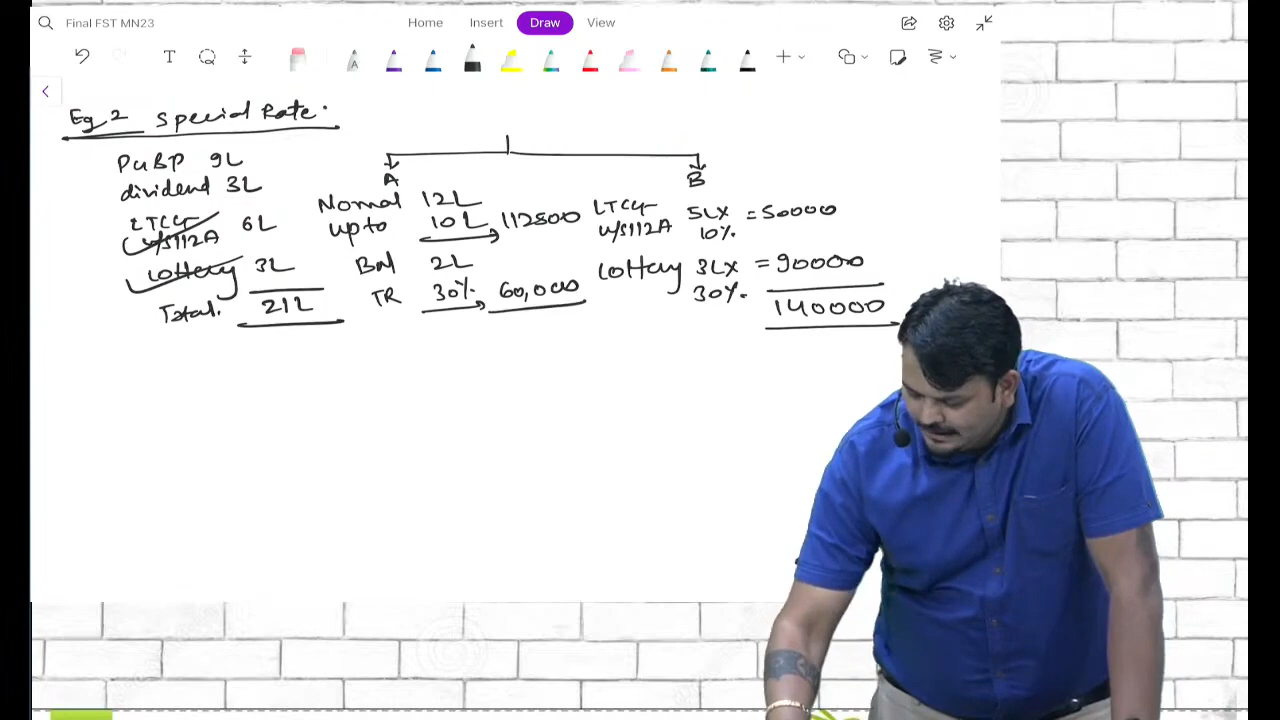 Final FST MN23
Home Insert Draw View
Eg 2 Special Rate.
PUBP 9L
dividend 3L
LTCG
u/s112A 6L
Lottery 3L
Total. 21L
A
Normal 12L
upto 10L 112500
Bal 2L
TR 30% 60,000
B
LTCG
u/s112A 5LX
10% = 50000
Lottery 3LX
30% = 90000
140000